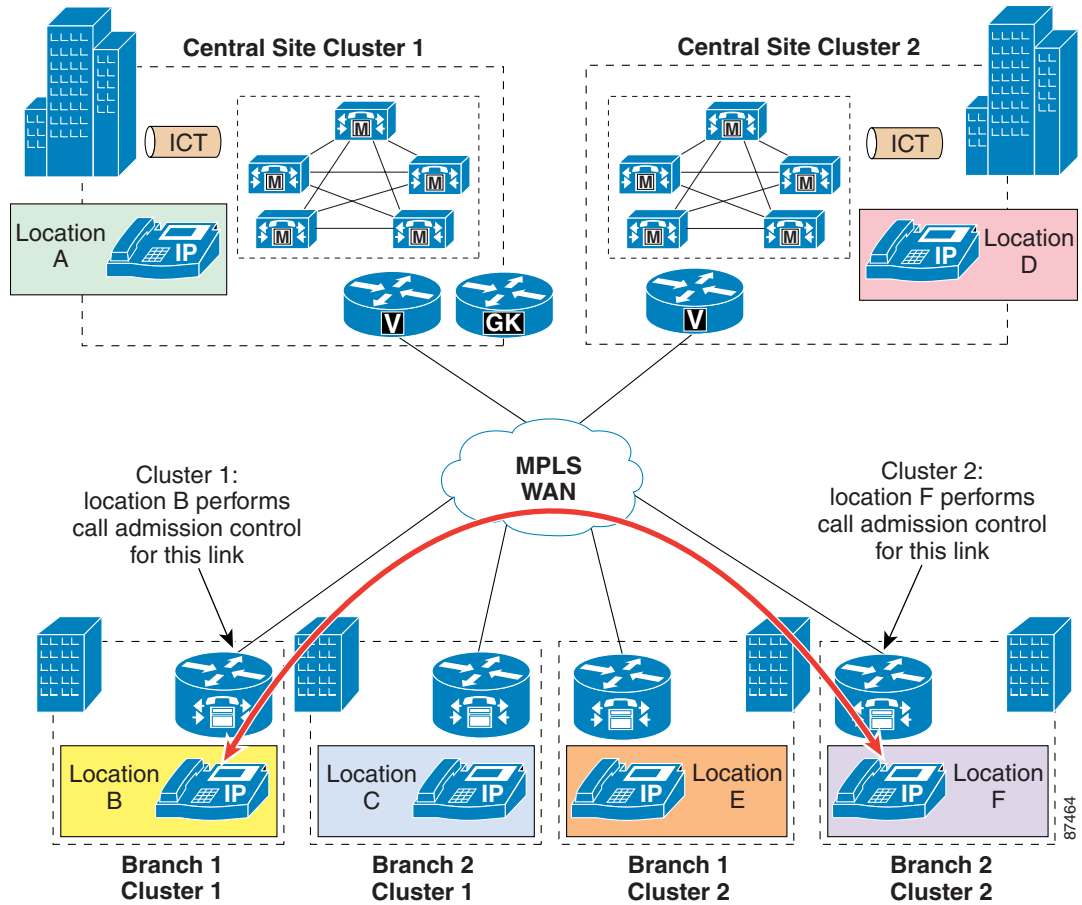 Central Site Cluster 1
Central Site Cluster 2
ICT
M
M
M
M
M
M
M
M
M
M
ICT
Location
A
IP
IP
Location
D
V
GK
V
MPLS
WAN
Cluster 1:
location B performs
call admission control
for this link
Cluster 2:
location F performs
call admission control
for this link
Location
B
IP
Location
C
IP
IP
Location
E
IP
Location
F
87464
Branch 1
Cluster 1
Branch 2
Cluster 1
Branch 1
Cluster 2
Branch 2
Cluster 2